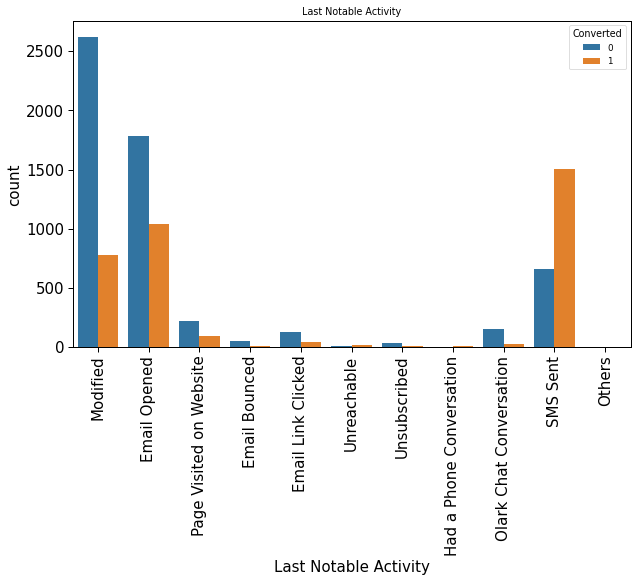 Last Notable Activity
Converted
0
1
2500
2000
1500
1000
500
0
count
Modified
Email Opened
Page Visited on Website
Email Bounced
Email Link Clicked
Unreachable
Unsubscribed
Had a Phone Conversation
Olark Chat Conversation
SMS Sent
Others
Last Notable Activity